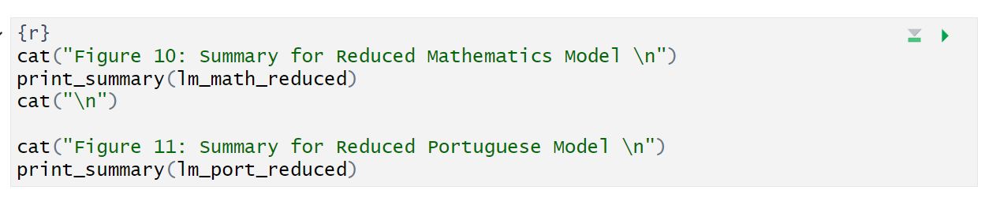 {r}
cat("Figure 10: Summary for Reduced Mathematics Model \n")
print_summary(lm_math_reduced)
cat("\n")
cat("Figure 11: Summary for Reduced Portuguese Model \n")
print_summary(lm_port_reduced)